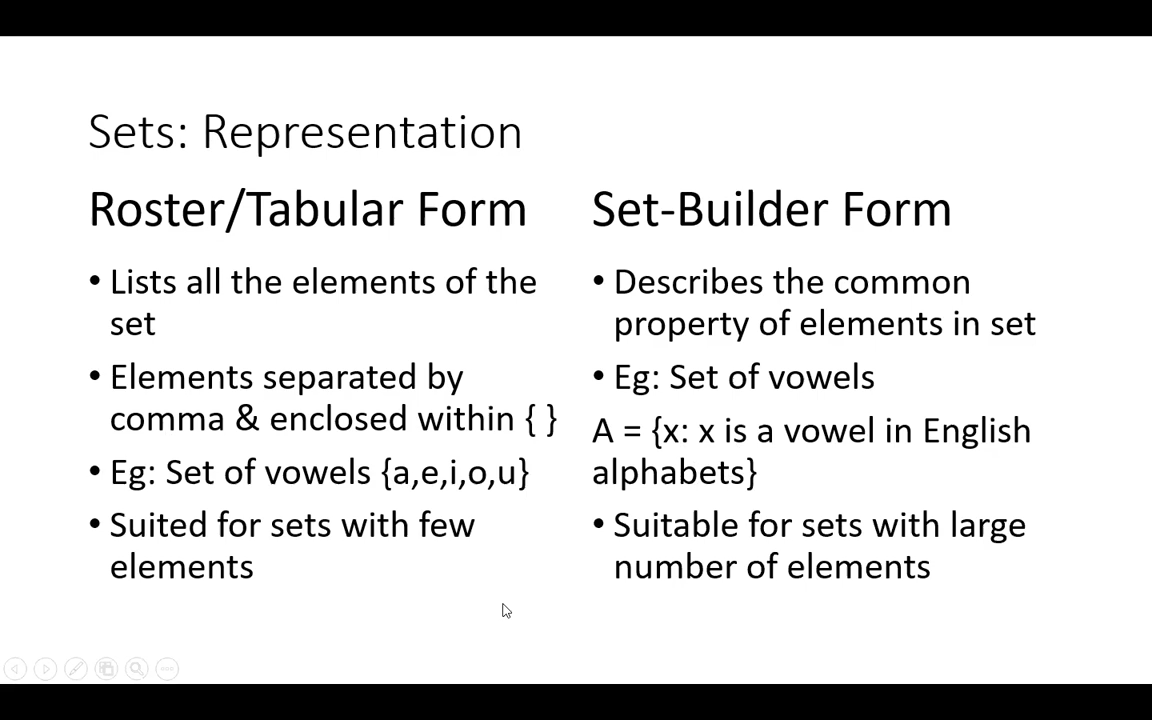 Sets: Representation
Roster/Tabular Form
• Lists all the elements of the
set
• Elements separated by
comma & enclosed within { }
• Eg: Set of vowels {a,e,i,o,u}
• Suited for sets with few
elements
Set-Builder Form
• Describes the common
property of elements in set
• Eg: Set of vowels
A = {x: x is a vowel in English
alphabets}
• Suitable for sets with large
number of elements